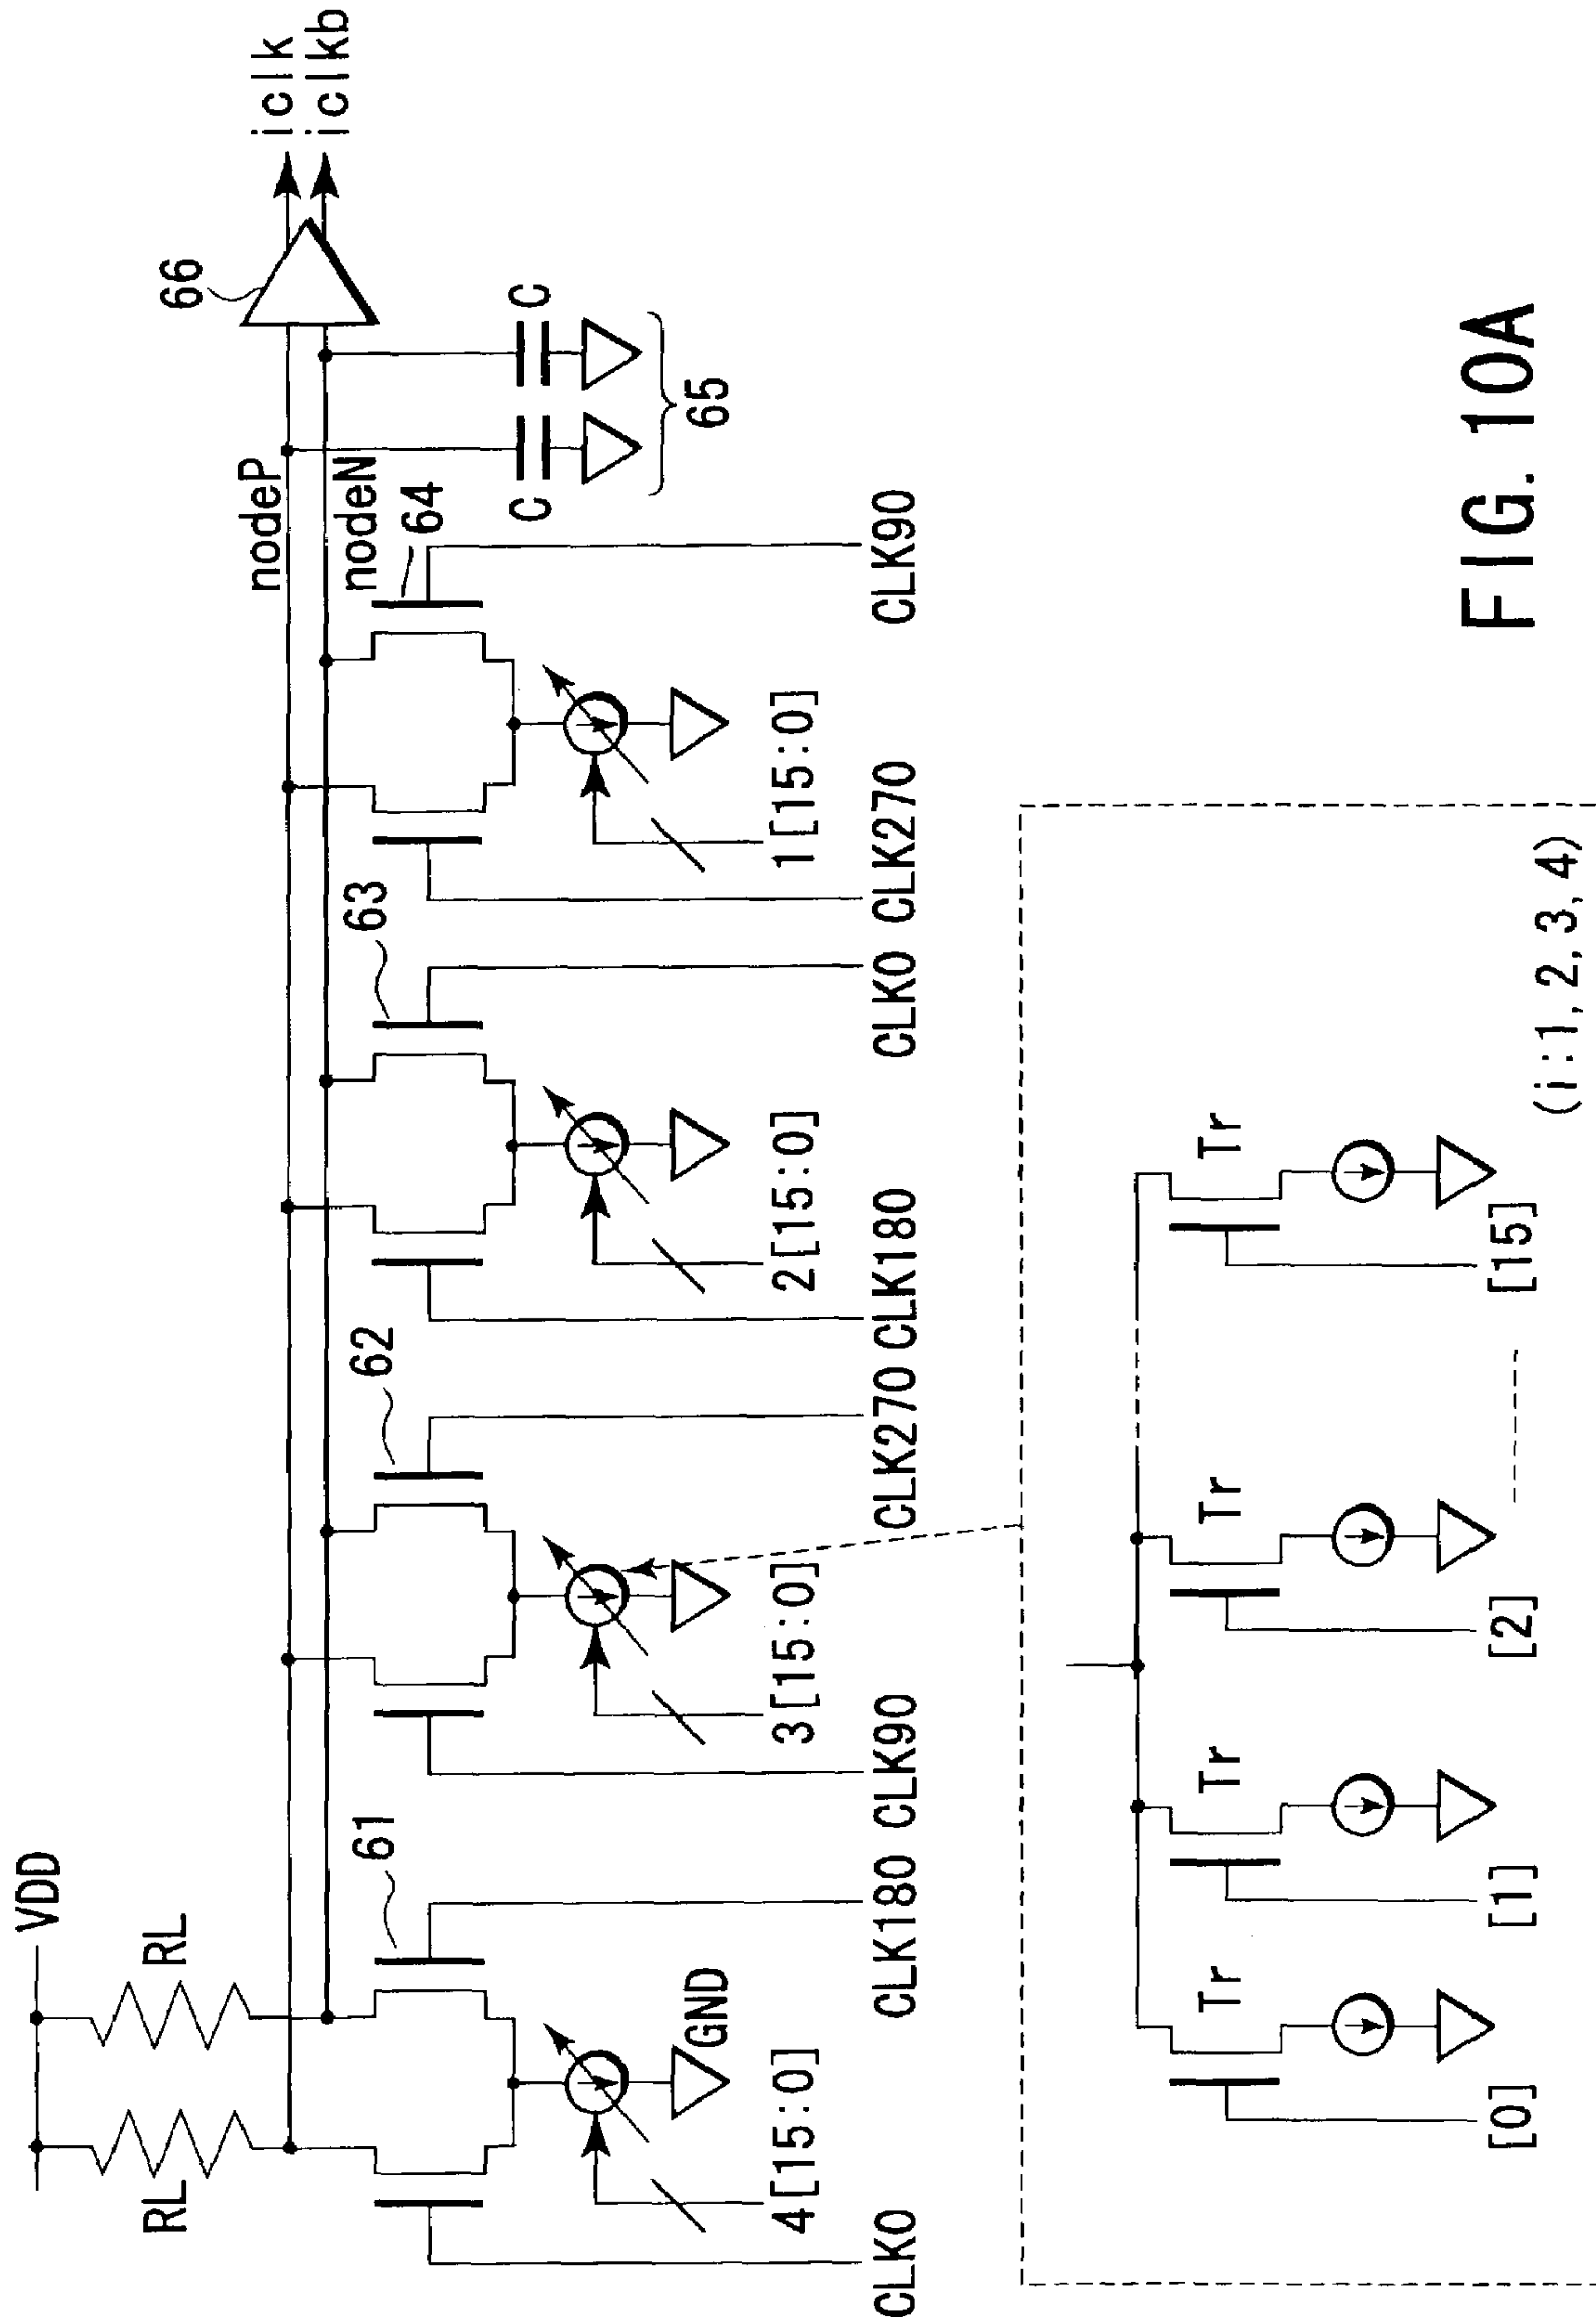 VDD
RL
RL
nodeP
nodeN
66
iclk
iclkb
61
62
63
64
C
C
65
GND
4[15:0]
3[15:0]
2[15:0]
1[15:0]
CLK0
CLK180
CLK90
CLK270
CLK180
CLK0
CLK270
CLK90
Tr
Tr
Tr
Tr
[0]
[1]
[2]
[15]
(i:1,2,3,4)
FIG. 10A